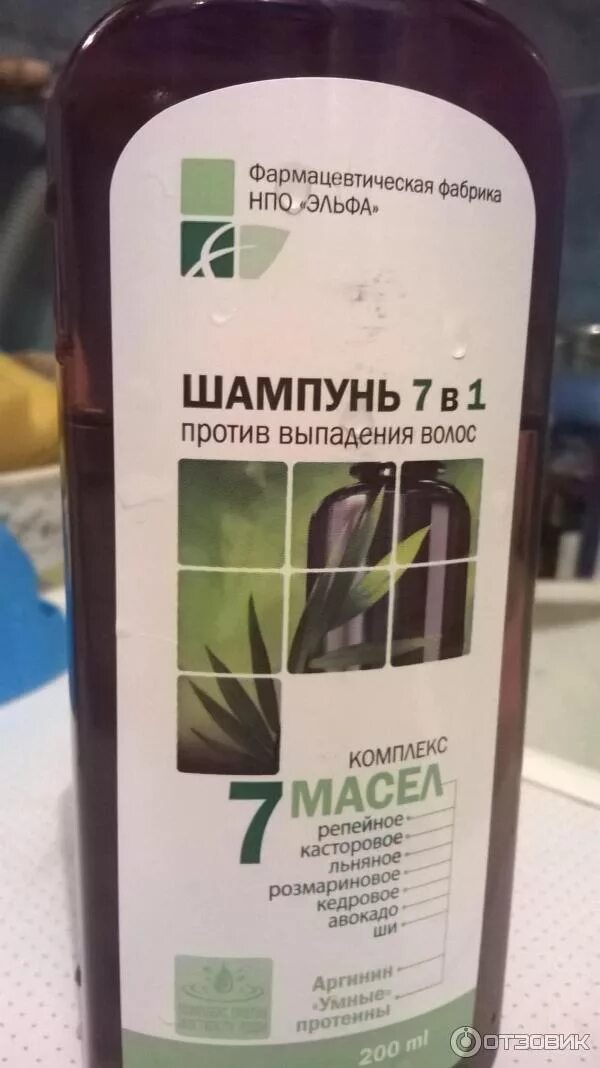 Фармацевтическая фабрика
НПО «ЭЛЬФА»
ШАМПУНЬ 7 в 1
против выпадения волос
КОМПЛЕКС
7 МАСЕЛ
репейное
касторовое
льняное
розмариновое
кедровое
авокадо
ши
Аргинин
«Умные»
протеины
200 ml
ОТЗОВИК